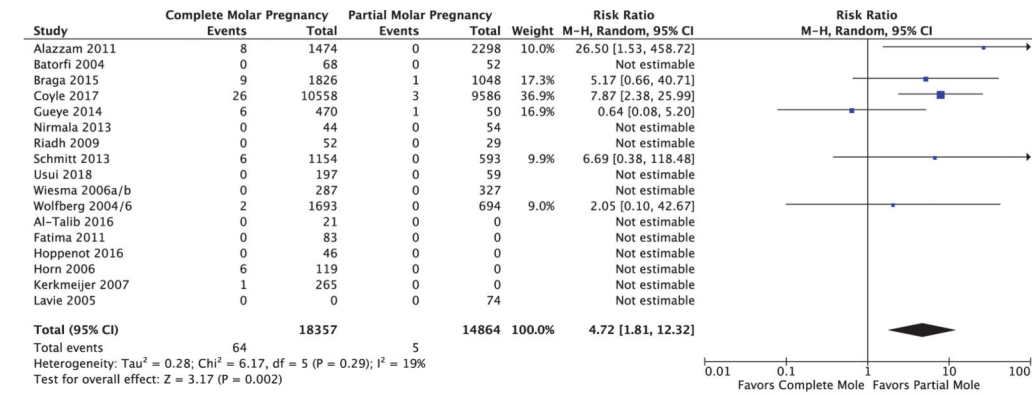 Complete Molar Pregnancy Partial Molar Pregnancy Risk Ratio Risk Ratio
Study Events Total Events Total Weight M-H, Random, 95% CI M-H, Random, 95% CI
Alazzam 2011 8 1474 0 2298 10.0% 26.50 [1.53, 458.72]
Batorfi 2004 0 68 0 52 Not estimable
Braga 2015 9 1826 1 1048 17.3% 5.17 [0.66, 40.71]
Coyle 2017 26 10558 3 9586 36.9% 7.87 [2.38, 25.99]
Gueye 2014 6 470 1 50 16.9% 0.64 [0.08, 5.20]
Nirmala 2013 0 44 0 54 Not estimable
Riadh 2009 0 52 0 29 Not estimable
Schmitt 2013 6 1154 0 593 9.9% 6.69 [0.38, 118.48]
Usui 2018 0 197 0 59 Not estimable
Wiesma 2006a/b 0 287 0 327 Not estimable
Wolfberg 2004/6 2 1693 0 694 9.0% 2.05 [0.10, 42.67]
Al-Talib 2016 0 21 0 0 Not estimable
Fatima 2011 0 83 0 0 Not estimable
Hoppenot 2016 0 46 0 0 Not estimable
Horn 2006 6 119 0 0 Not estimable
Kerkmeijer 2007 1 265 0 0 Not estimable
Lavie 2005 0 0 0 74 Not estimable
Total (95% CI) 18357 14864 100.0% 4.72 [1.81, 12.32]
Total events 64 5
Heterogeneity: Tau² = 0.28; Chi² = 6.17, df = 5 (P = 0.29); I² = 19%
Test for overall effect: Z = 3.17 (P = 0.002)
0.01 0.1 1 10 100
Favors Complete Mole Favors Partial Mole